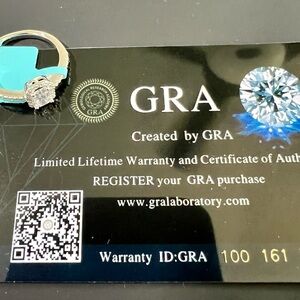 GRA
GRA
Created by GRA
Limited Lifetime Warranty and Certificate of Auth
REGISTER your GRA purchase
www.gralaboratory.com
Warranty ID:GRA 100 161